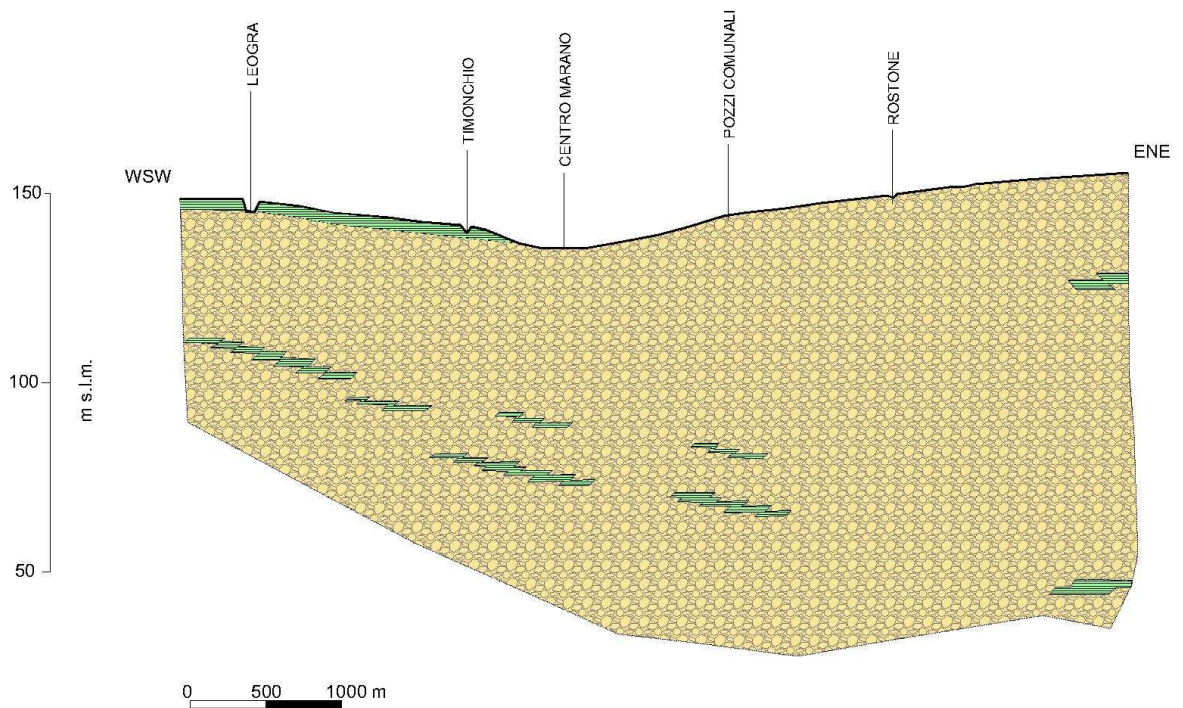 LEOGRA
TIMONCHIO
CENTRO MARANO
POZZI COMUNALI
ROSTONE
WSW
ENE
150
100
m s.l.m.
50
0 500 1000 m